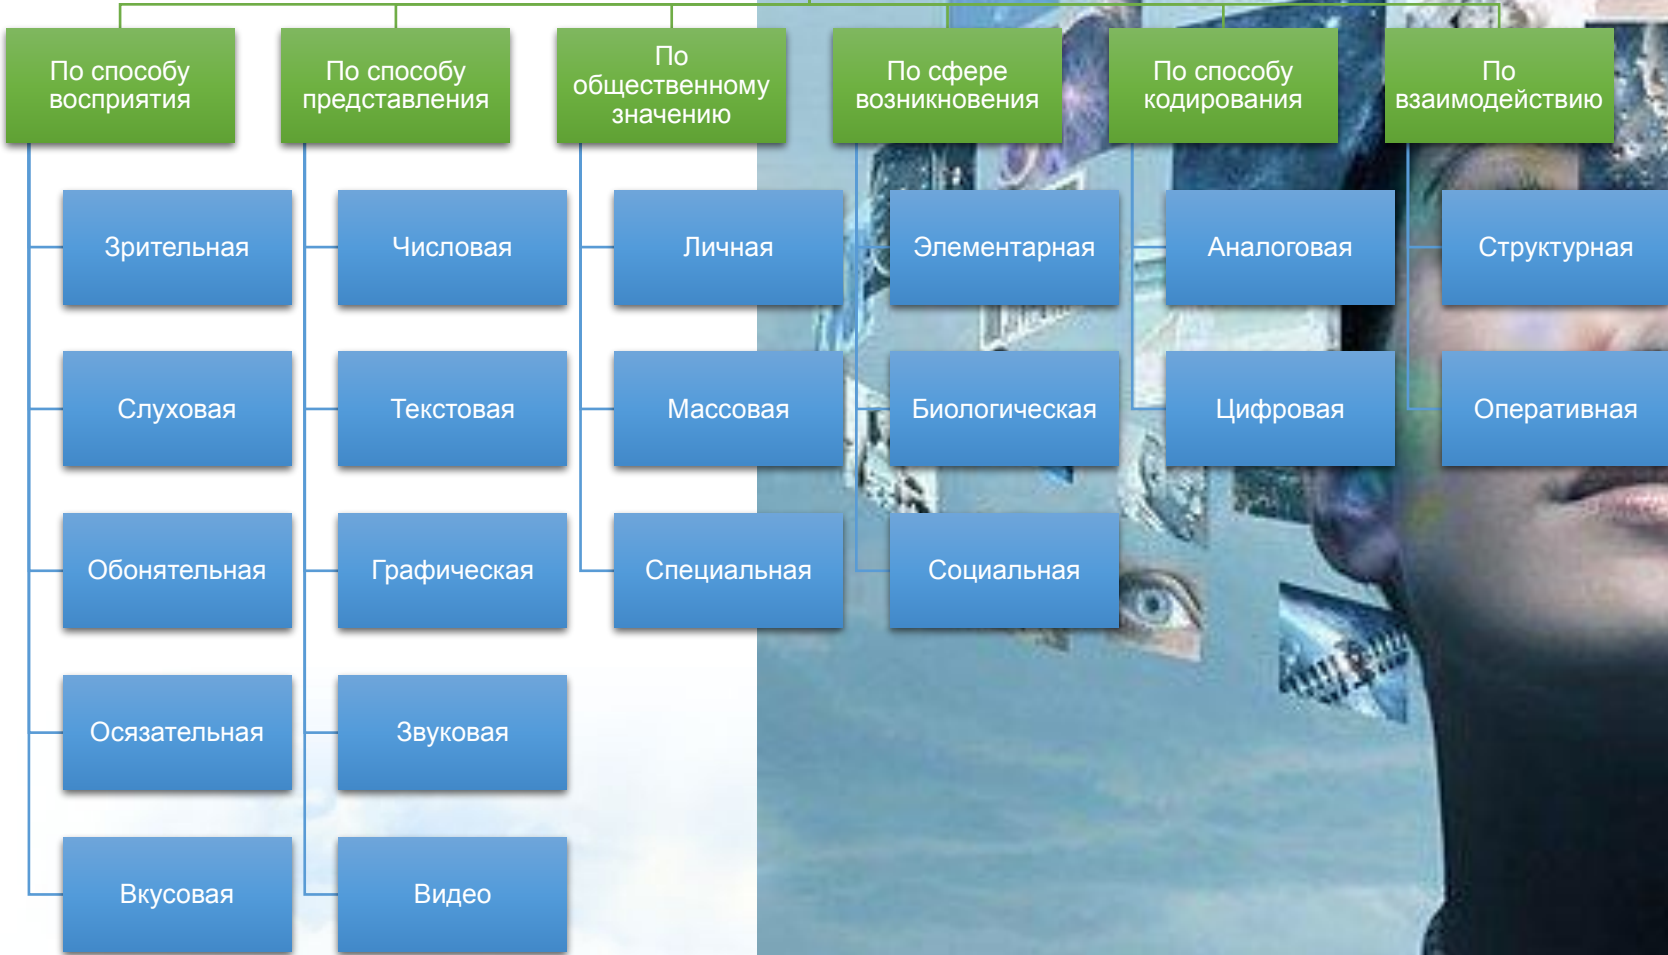 По способу
восприятия
Зрительная
Слуховая
Обонятельная
Осязательная
Вкусовая
По способу
представления
Числовая
Текстовая
Графическая
Звуковая
Видео
По
общественному
значению
Личная
Массовая
Специальная
По сфере
возникновения
Элементарная
Биологическая
Социальная
По способу
кодирования
Аналоговая
Цифровая
По
взаимодействию
Структурная
Оперативная